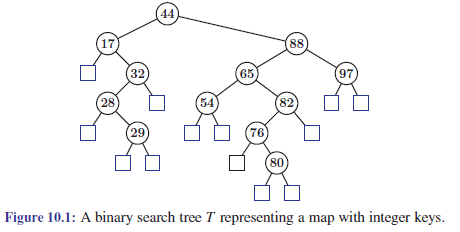 44
17 88
32 65 97
28 54 82
29 76
80
Figure 10.1: A binary search tree T representing a map with integer keys.